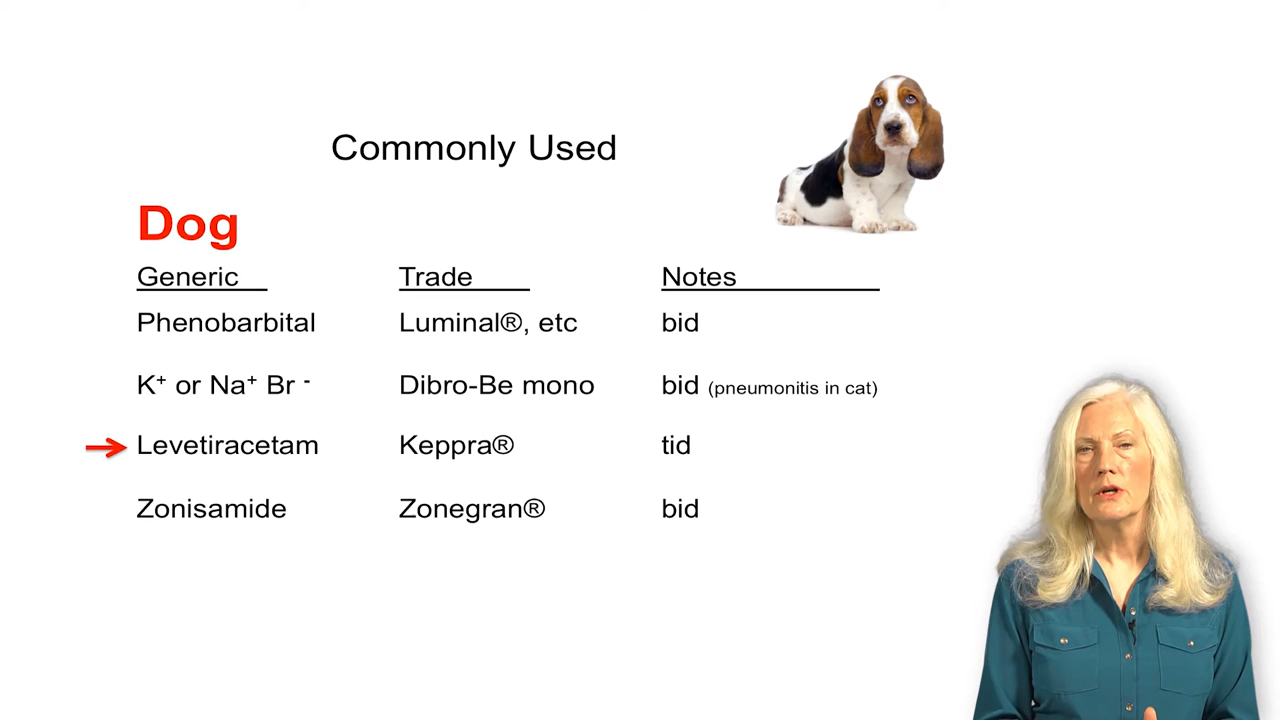 Commonly Used
Dog
Generic Trade Notes
Phenobarbital Luminal®, etc bid
K⁺ or Na⁺ Br ⁻ Dibro-Be mono bid (pneumonitis in cat)
Levetiracetam Keppra® tid
Zonisamide Zonegran® bid